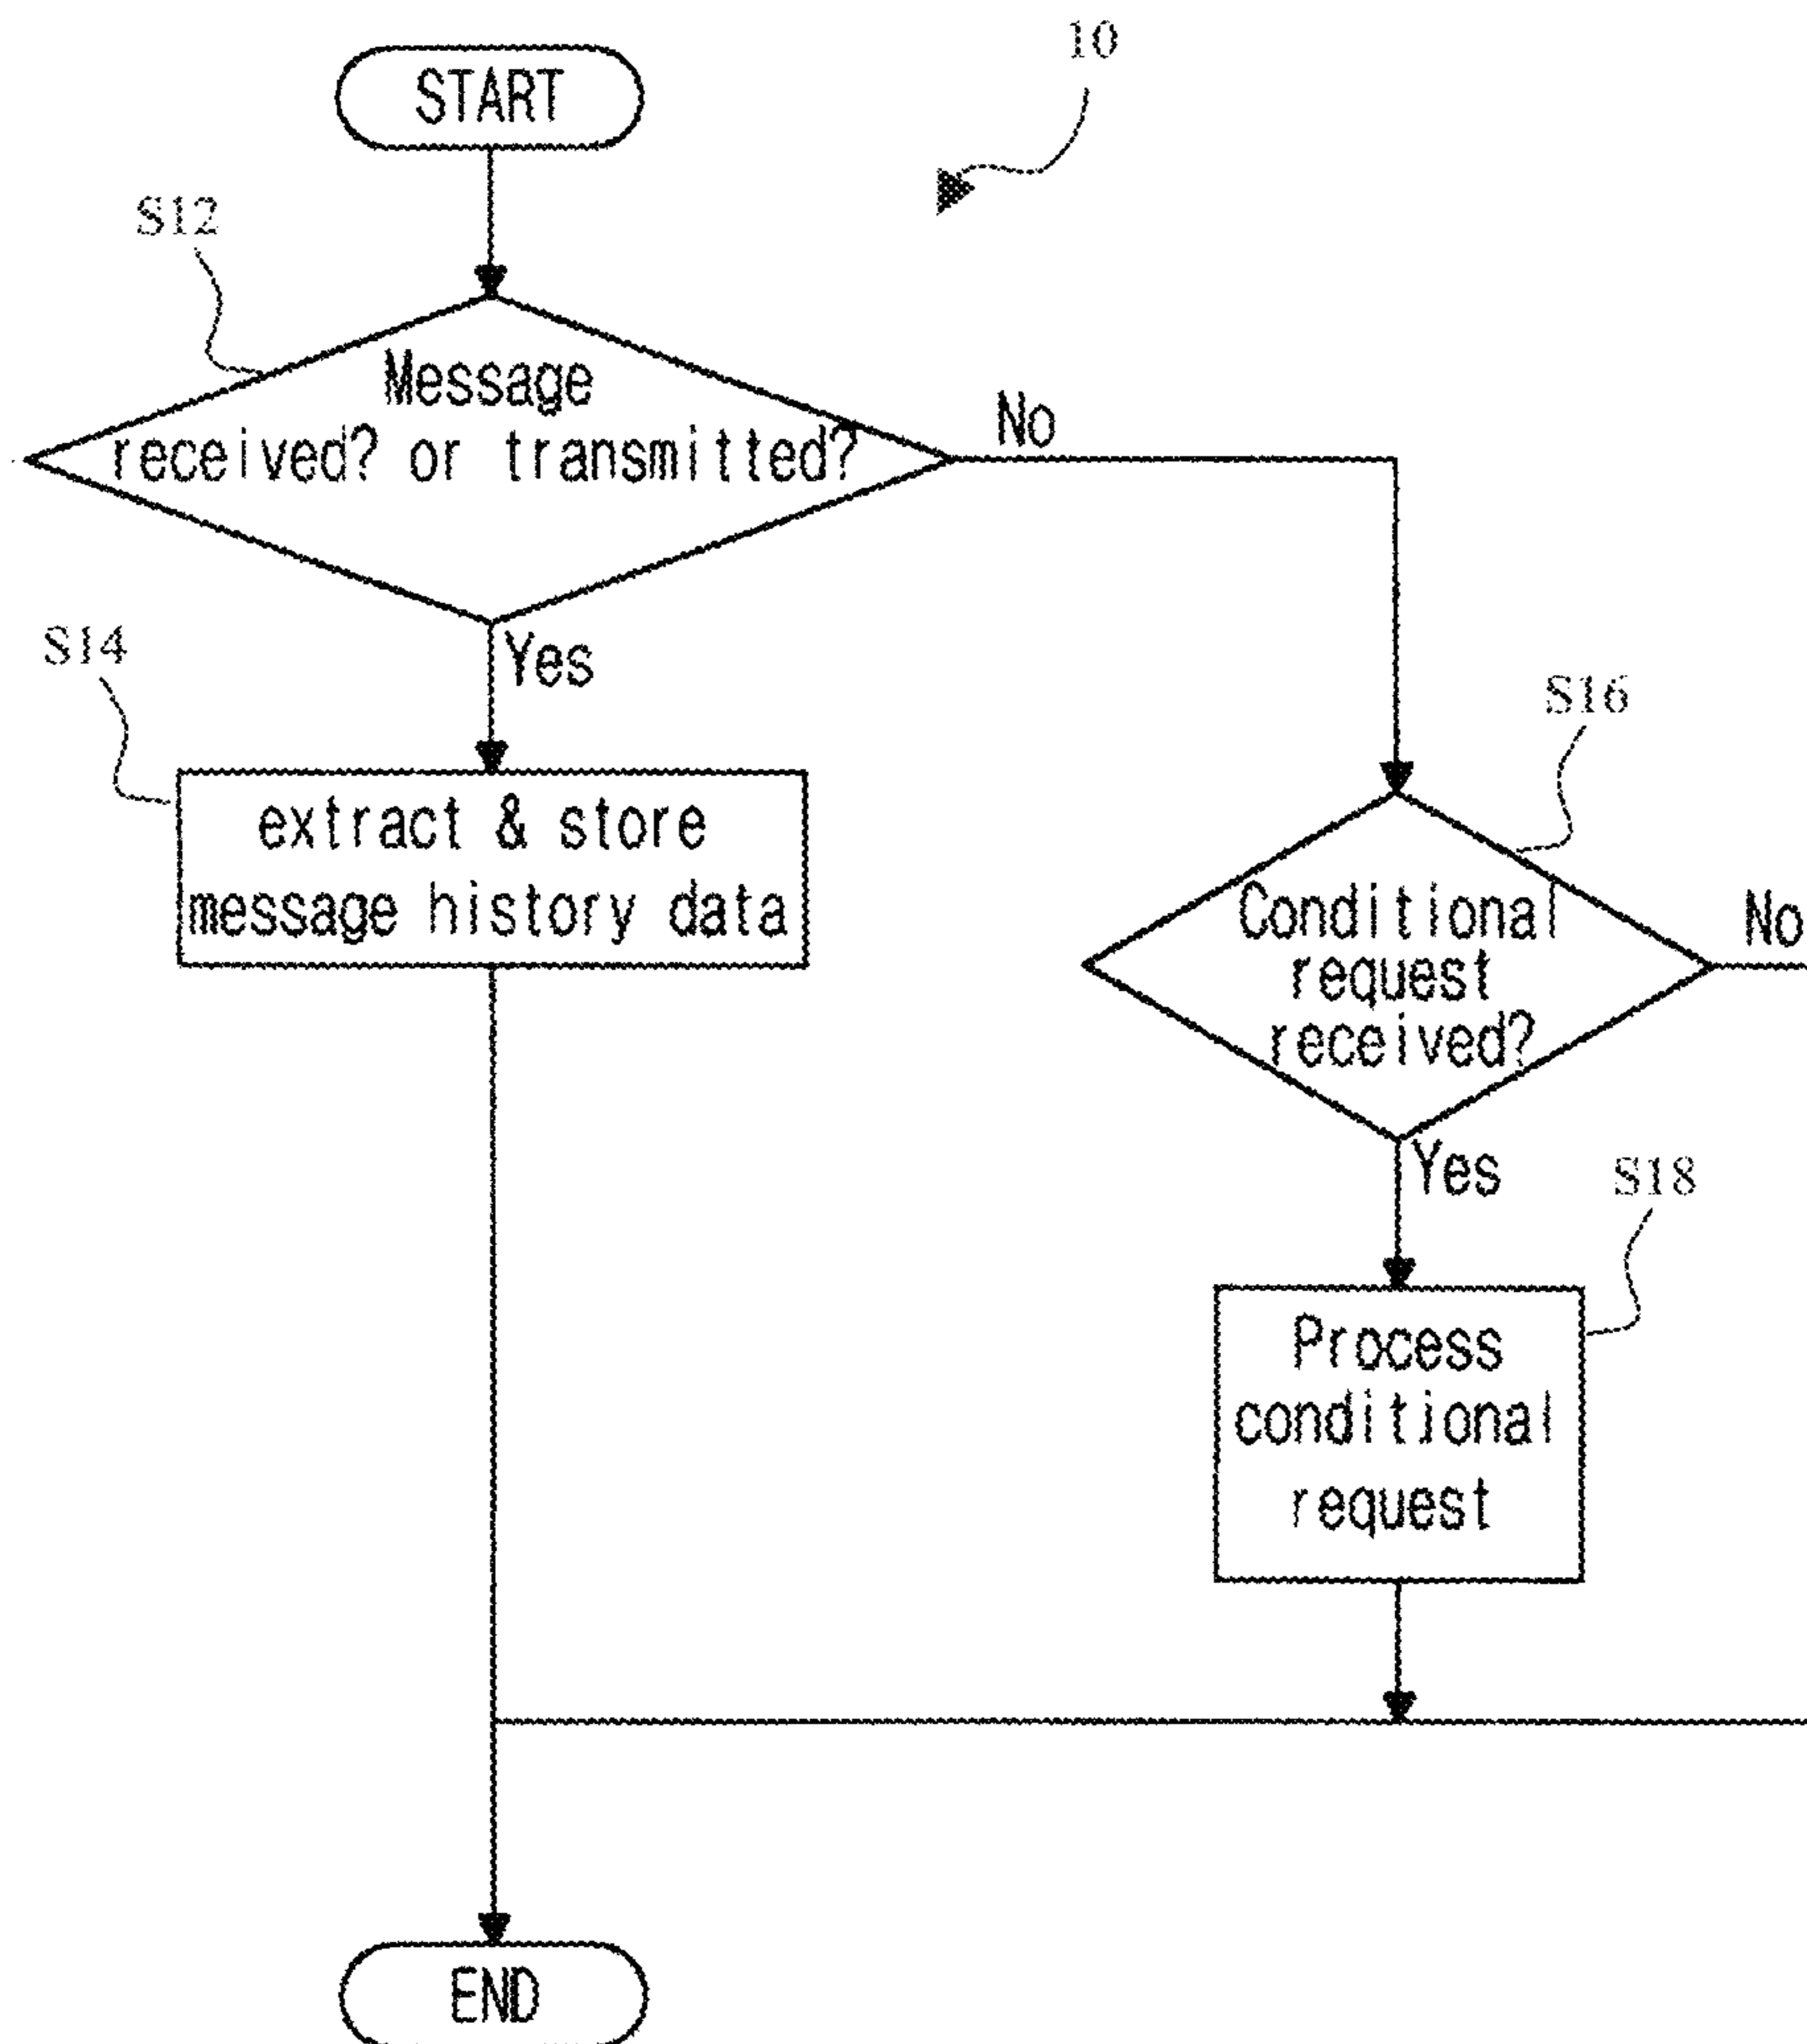 10
START
S12
Message
received? or transmitted?
No
Yes
S14
extract & store
message history data
S16
Conditional
request
received?
No
Yes
S18
Process
conditional
request
END